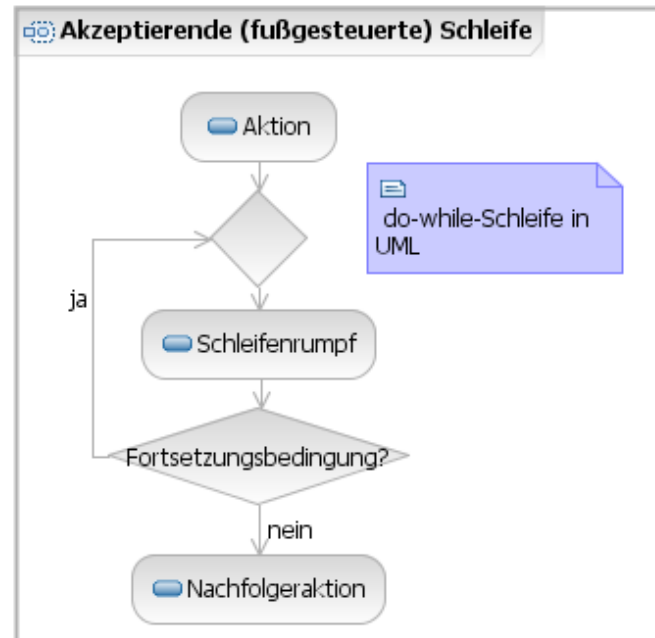 Akzeptierende (fußgesteuerte) Schleife
Aktion
do-while-Schleife in
UML
ja
Schleifenrumpf
Fortsetzungsbedingung?
nein
Nachfolgeraktion